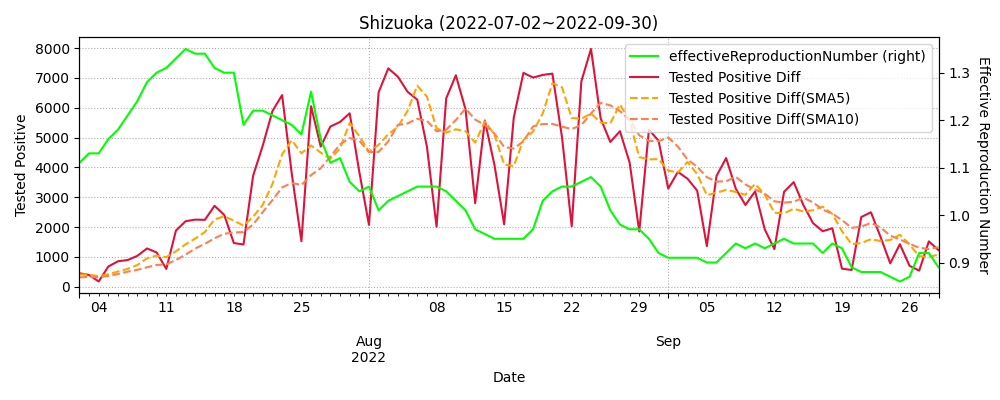 Shizuoka (2022-07-02~2022-09-30)
effectiveReproductionNumber (right)
Tested Positive Diff
Tested Positive Diff(SMA5)
Tested Positive Diff(SMA10)
Tested Positive
8000
7000
6000
5000
4000
3000
2000
1000
0
1.3
1.2
1.1
1.0
0.9
Effective Reproduction Number
04 11 18 25 08 15 22 29 05 12 19 26
Aug Sep
2022
Date